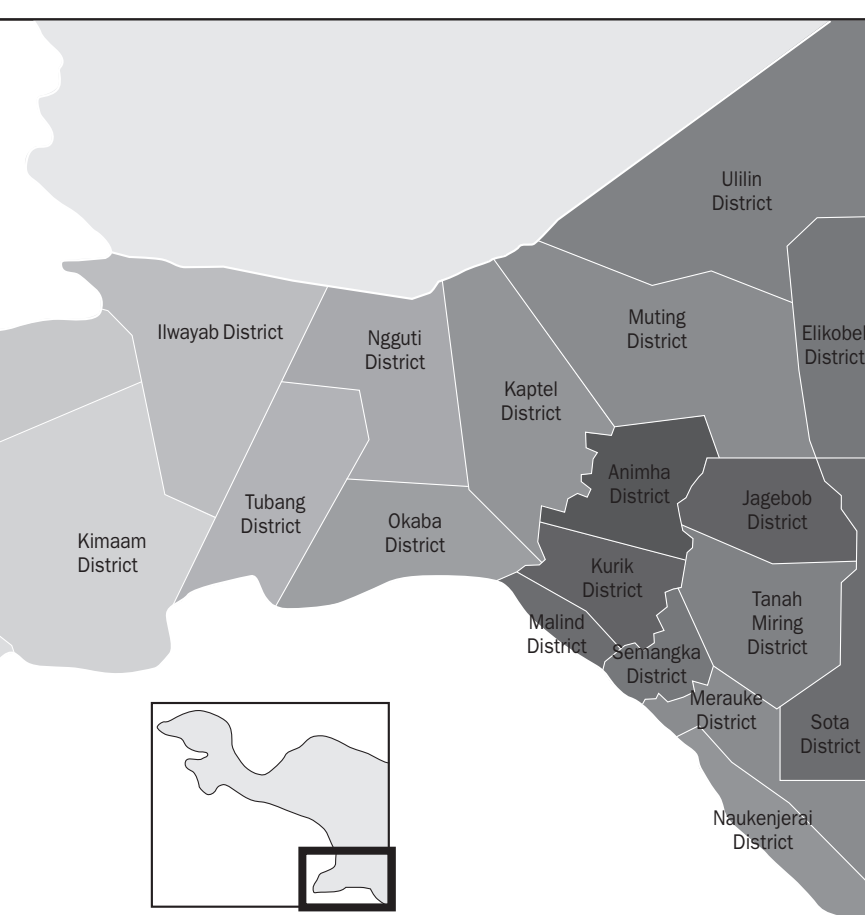 Ulilin
District
Muting
District
Elikobel
District
Ilwayab District
Ngguti
District
Kaptel
District
Animha
District
Jagebob
District
Tubang
District
Okaba
District
Kimaam
District
Kurik
District
Tanah
Miring
District
Malind
District
Semangka
District
Merauke
District
Sota
District
Naukenjerai
District